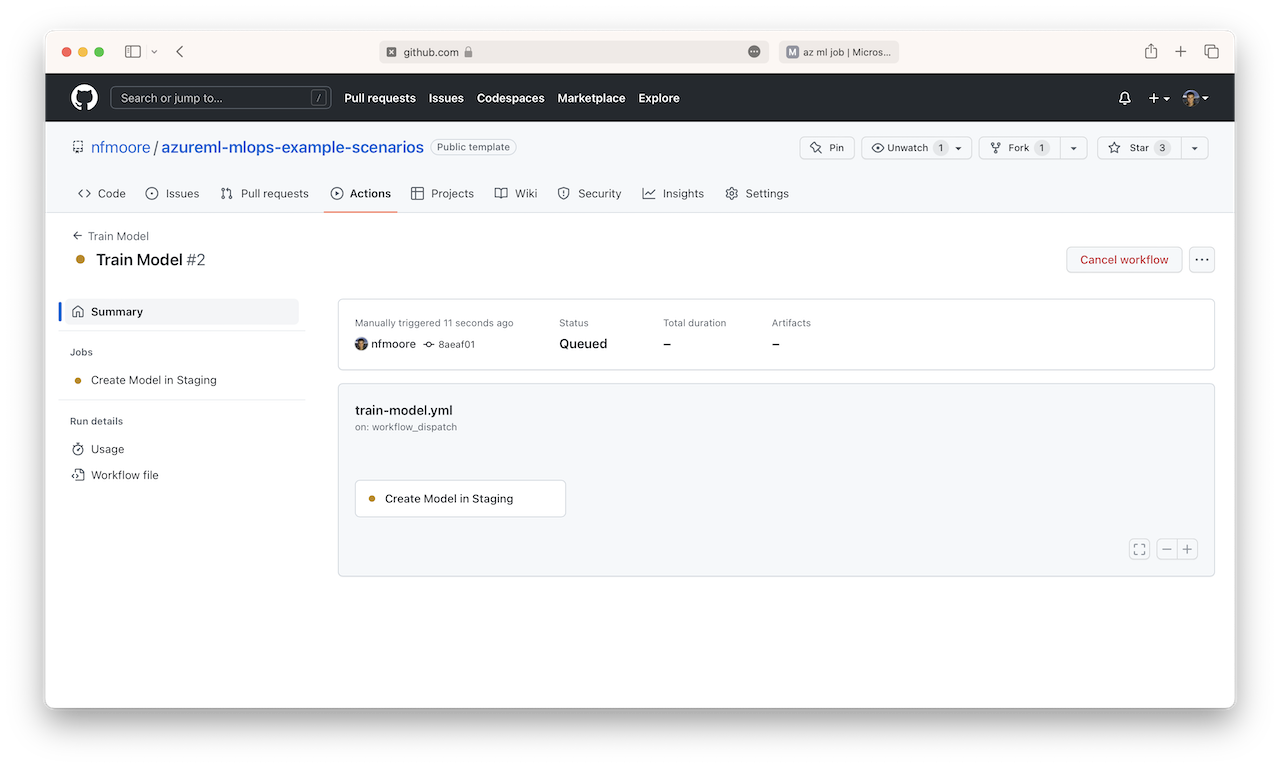 github.com
M az ml job | Micros...
Search or jump to... /
Pull requests Issues Codespaces Marketplace Explore
nfmoore / azureml-mlops-example-scenarios Public template
Pin Unwatch 1 Fork 1 Star 3
Code Issues Pull requests Actions Projects Wiki Security Insights Settings
Train Model
Train Model #2
Cancel workflow
Summary
Jobs
Create Model in Staging
Run details
Usage
Workflow file
Manually triggered 11 seconds ago Status Total duration Artifacts
nfmoore 8aeaf01 Queued – –
train-model.yml
on: workflow_dispatch
Create Model in Staging